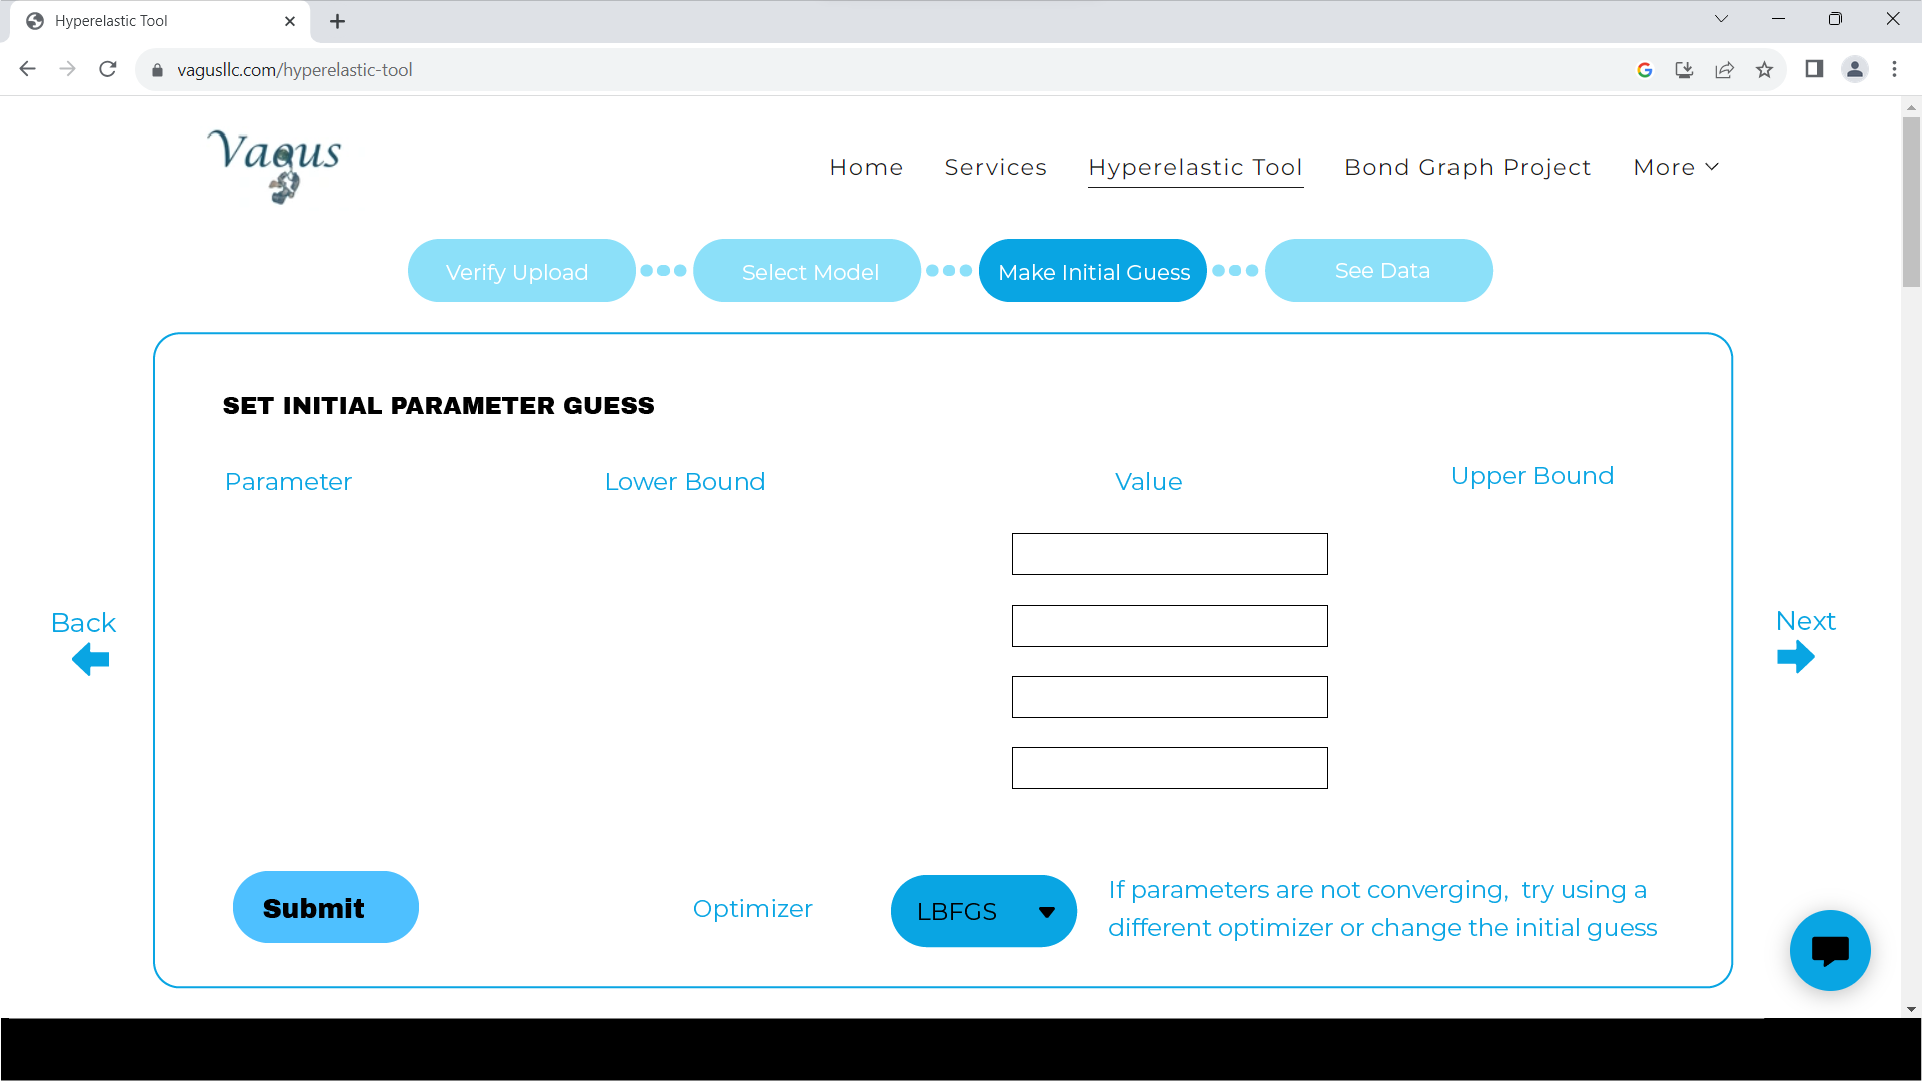 Hyperelastic Tool
vagusllc.com/hyperelastic-tool
Vagus
Home Services Hyperelastic Tool Bond Graph Project More
Verify Upload Select Model Make Initial Guess See Data
SET INITIAL PARAMETER GUESS
Parameter Lower Bound Value Upper Bound
Back
Next
Submit
Optimizer
LBFGS
If parameters are not converging, try using a
different optimizer or change the initial guess